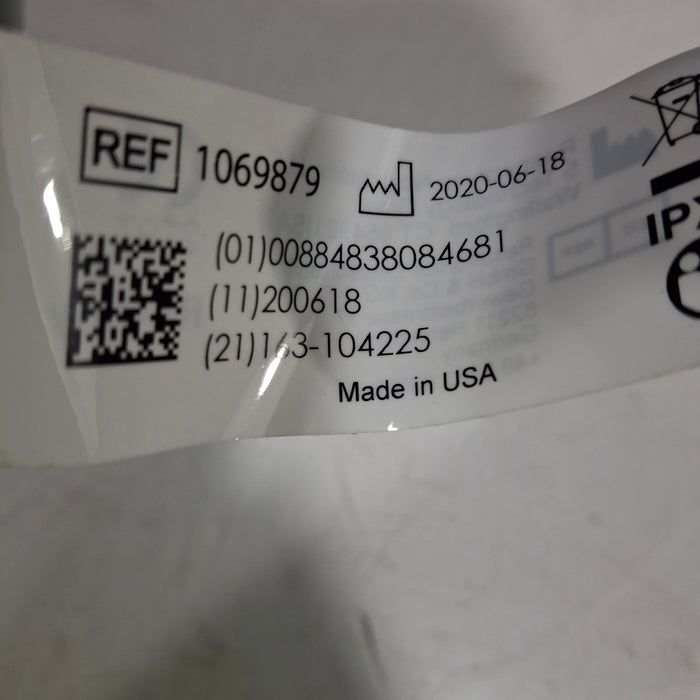 REF 1069879 2020-06-18
(01)00884838084681
(11)200618
(21)163-104225
Made in USA
IPX